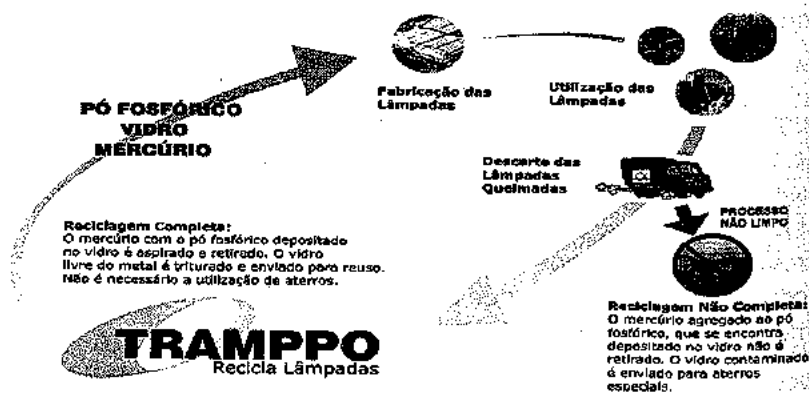 Fabricação das
Lâmpadas
Utilização das
Lâmpadas
PÓ FOSFÓRICO
VIDRO
MERCÚRIO
Descarte das
Lâmpadas
Queimadas
PROCESSO
NÃO LIMPO
Reciclagem Completa:
O mercúrio com o pó fosfórico depositado
no vidro é aspirado e retirado. O vidro
livre do metal é triturado e enviado para reuso.
Não é necessário a utilização de aterros.
TRAMPPO
Recicla Lâmpadas
Reciclagem Não Completa:
O mercúrio agregado ao pó
fosfórico, que se encontra
depositado no vidro não é
retirado. O vidro contaminado
é enviado para aterros
especiais.